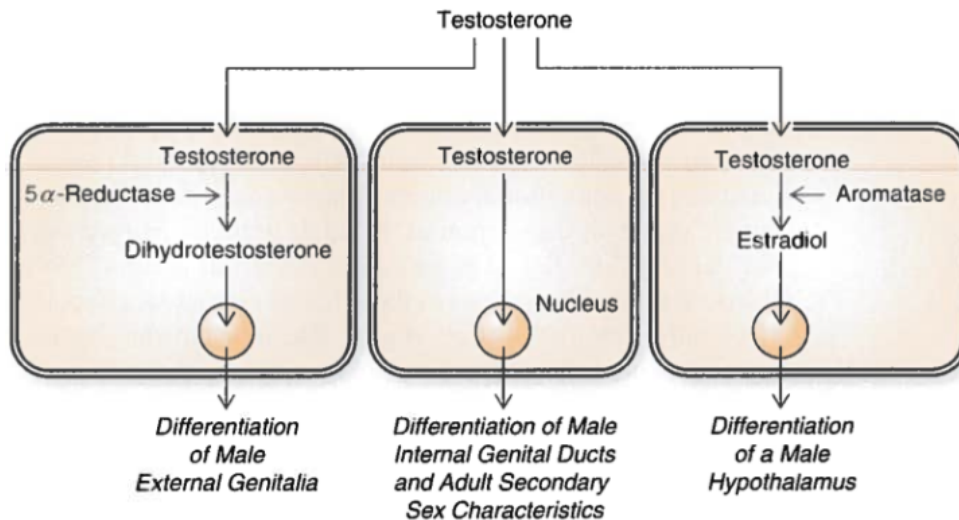 Testosterone
Testosterone
5α-Reductase
Dihydrotestosterone
Differentiation
of Male
External Genitalia
Testosterone
Nucleus
Differentiation of Male
Internal Genital Ducts
and Adult Secondary
Sex Characteristics
Testosterone
Aromatase
Estradiol
Differentiation
of a Male
Hypothalamus